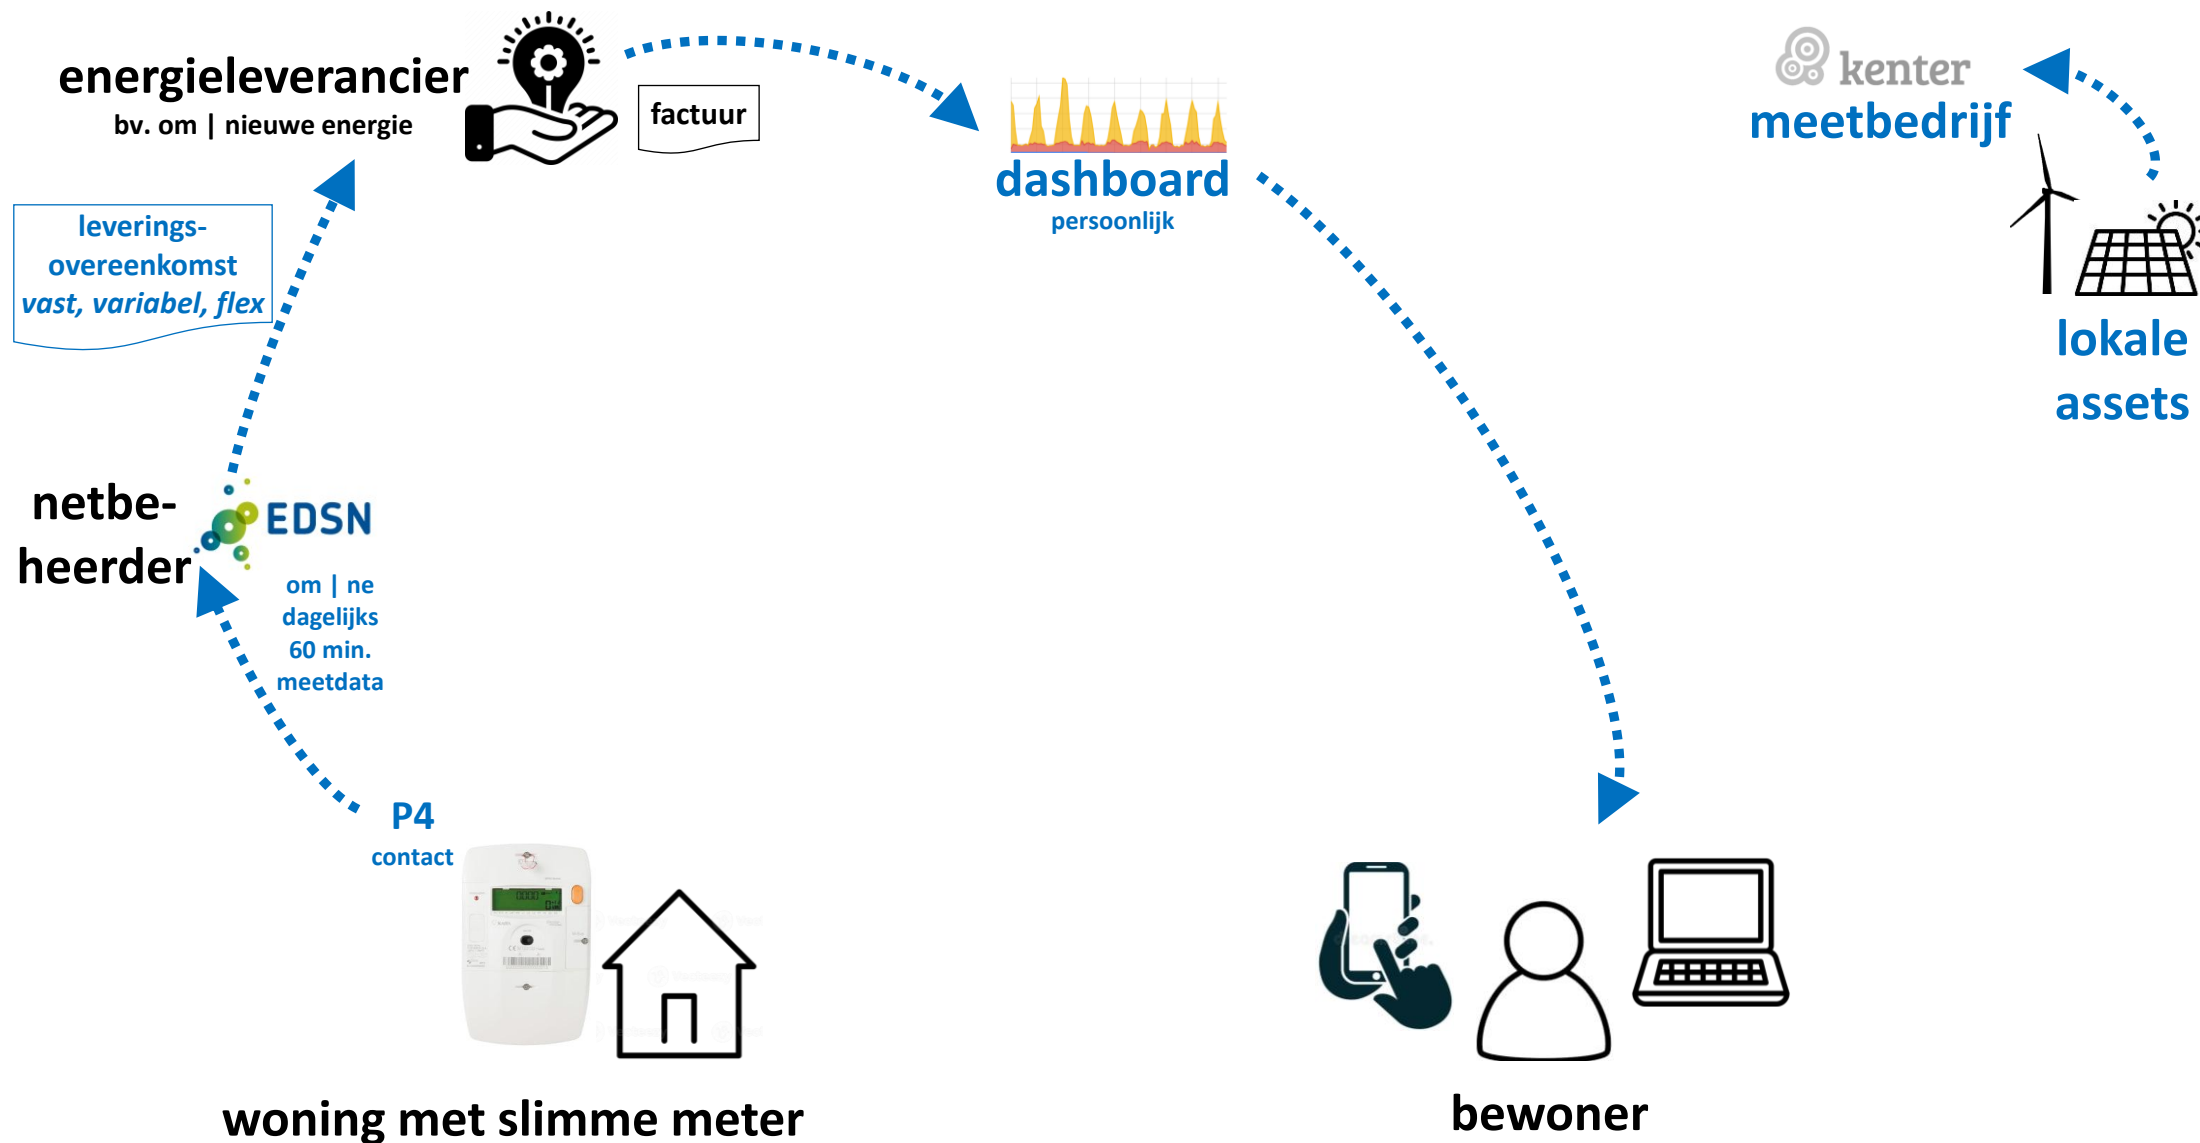 energieleverancier
bv. om | nieuwe energie
factuur
kenter
meetbedrijf
dashboard
persoonlijk
leverings-
overeenkomst
vast, variabel, flex
lokale
assets
netbe-
heerder
EDSN
om | ne
dagelijks
60 min.
meetdata
P4
contact
woning met slimme meter
bewoner